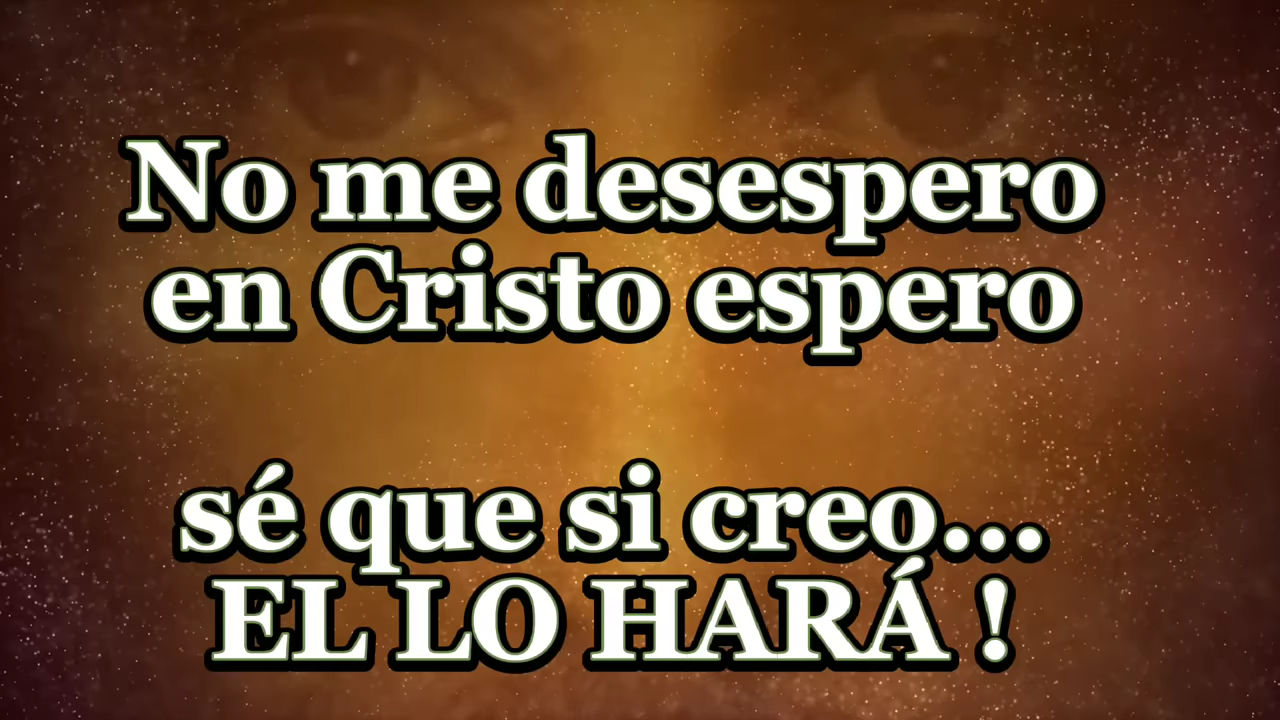 No me desespero
en Cristo espero
sé que si creo...
EL LO HARÁ !